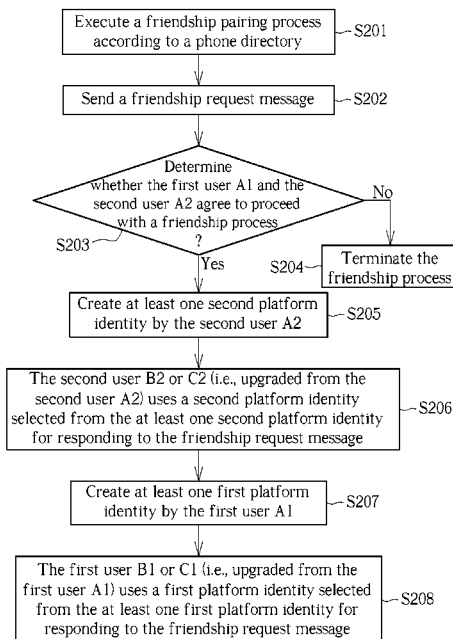 Execute a friendship pairing process
according to a phone directory
S201
Send a friendship request message
S202
Determine
whether the first user A1 and the
second user A2 agree to proceed
with a friendship process
?
S203
No
Yes
S204
Terminate the
friendship process
Create at least one second platform
identity by the second user A2
S205
The second user B2 or C2 (i.e., upgraded from the
second user A2) uses a second platform identity
selected from the at least one second platform identity
for responding to the friendship request message
S206
Create at least one first platform
identity by the first user A1
S207
The first user B1 or C1 (i.e., upgraded from the
first user A1) uses a first platform identity selected
from the at least one first platform identity for
responding to the friendship request message
S208